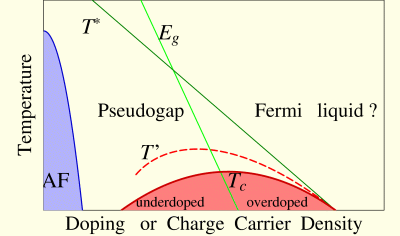 T*
E_g
Pseudogap
Fermi liquid ?
T'
AF
T_c
underdoped
overdoped
Temperature
Doping or Charge Carrier Density